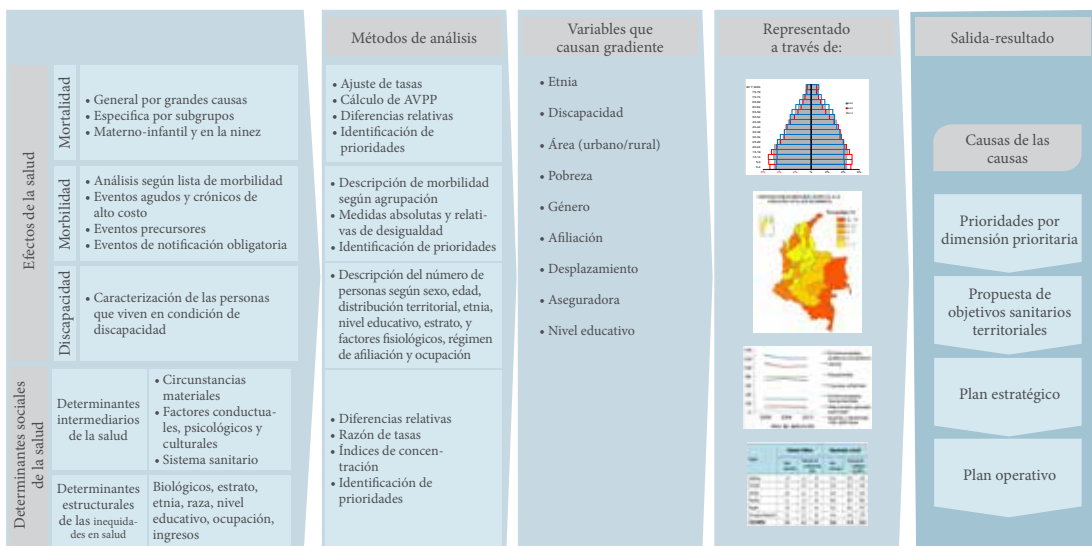 Métodos de análisis
Variables que
causan gradiente
Representado
a través de:
Salida-resultado
Efectos de la salud
Mortalidad
• General por grandes causas
• Especifica por subgrupos
• Materno-infantil y en la ninez
• Ajuste de tasas
• Cálculo de AVPP
• Diferencias relativas
• Identificación de
prioridades
Morbilidad
• Análisis según lista de morbilidad
• Eventos agudos y crónicos de
alto costo
• Eventos precursores
• Eventos de notificación obligatoria
• Descripción de morbilidad
según agrupación
• Medidas absolutas y relati-
vas de desigualdad
• Identificación de prioridades
Discapacidad
• Caracterización de las personas
que viven en condición de
discapacidad
• Descripción del número de
personas según sexo, edad,
distribución territorial, etnia,
nivel educativo, estrato, y
factores fisiológicos, régimen
de afiliación y ocupación
Determinantes sociales
de la salud
Determinantes
intermediarios
de la salud
• Circunstancias
materiales
• Factores conductua-
les, psicológicos y
culturales
• Sistema sanitario
Determinantes
estructurales
de las inequida-
des en salud
Biológicos, estrato,
etnia, raza, nivel
educativo, ocupación,
ingresos
• Diferencias relativas
• Razón de tasas
• Índices de concen-
tración
• Identificación de
prioridades
• Etnia
• Discapacidad
• Área (urbano/rural)
• Pobreza
• Género
• Afiliación
• Desplazamiento
• Aseguradora
• Nivel educativo
Causas de las
causas
Prioridades por
dimensión prioritaria
Propuesta de
objetivos sanitarios
territoriales
Plan estratégico
Plan operativo